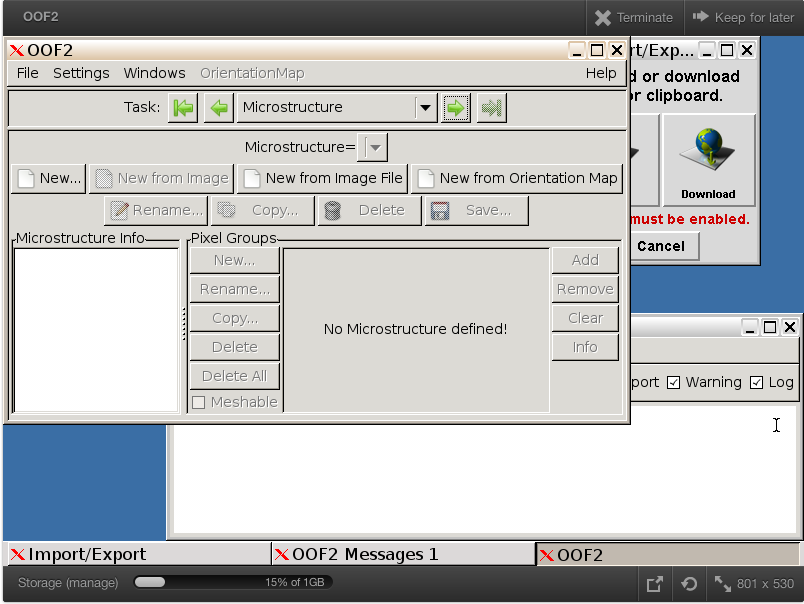 OOF2
Terminate
Keep for later
OOF2
rt/Exp...
File Settings Windows OrientationMap Help
d or download
or clipboard.
Task: Microstructure
Microstructure=
Download
New... New from Image New from Image File New from Orientation Map
Rename... Copy... Delete Save...
must be enabled.
Cancel
Microstructure Info
Pixel Groups
New...
Rename...
Copy...
Delete
Delete All
Meshable
No Microstructure defined!
Add
Remove
Clear
Info
port Warning Log
Import/Export
OOF2 Messages 1
OOF2
Storage (manage)
15% of 1GB
801 x 530